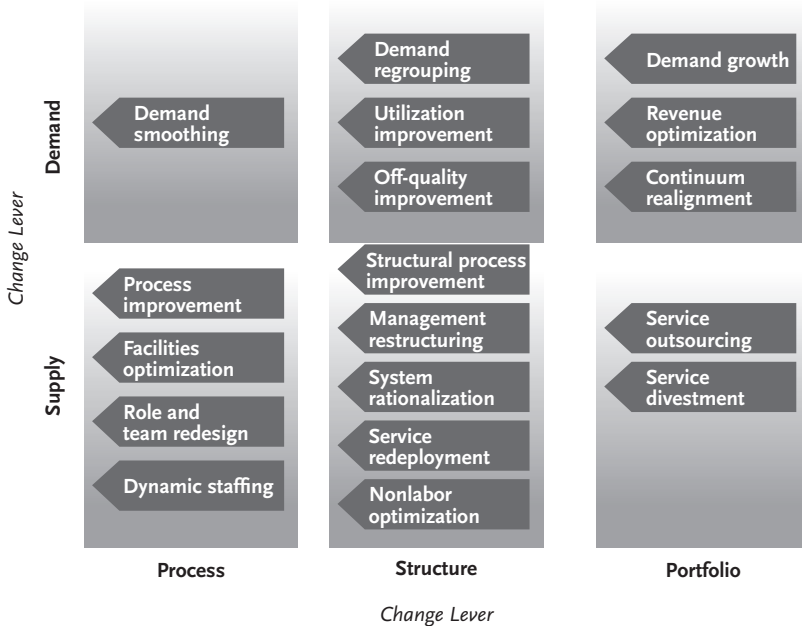 Change Lever
Demand
Demand
smoothing
Demand
regrouping
Utilization
improvement
Off-quality
improvement
Demand growth
Revenue
optimization
Continuum
realignment
Supply
Process
improvement
Facilities
optimization
Role and
team redesign
Dynamic staffing
Structural process
improvement
Management
restructuring
System
rationalization
Service
redeployment
Nonlabor
optimization
Service
outsourcing
Service
divestment
Process
Structure
Portfolio
Change Lever